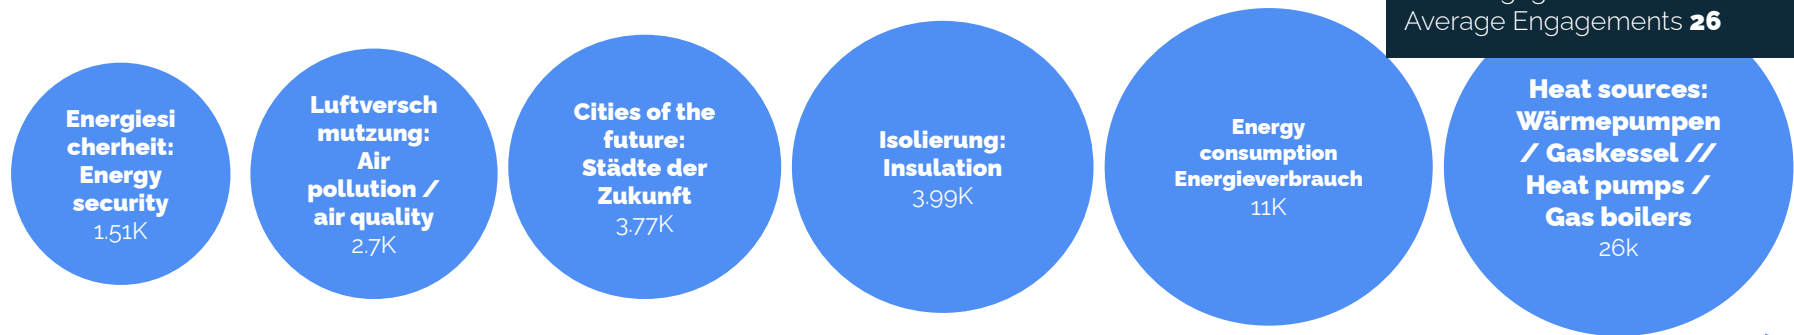 Average Engagements 26
Energiesi
cherheit:
Energy
security
1.51K
Luftversch
mutzung:
Air
pollution /
air quality
2.7K
Cities of the
future:
Städte der
Zukunft
3.77K
Isolierung:
Insulation
3.99K
Energy
consumption
Energieverbrauch
11K
Heat sources:
Wärmepumpen
/ Gaskessel //
Heat pumps /
Gas boilers
26k